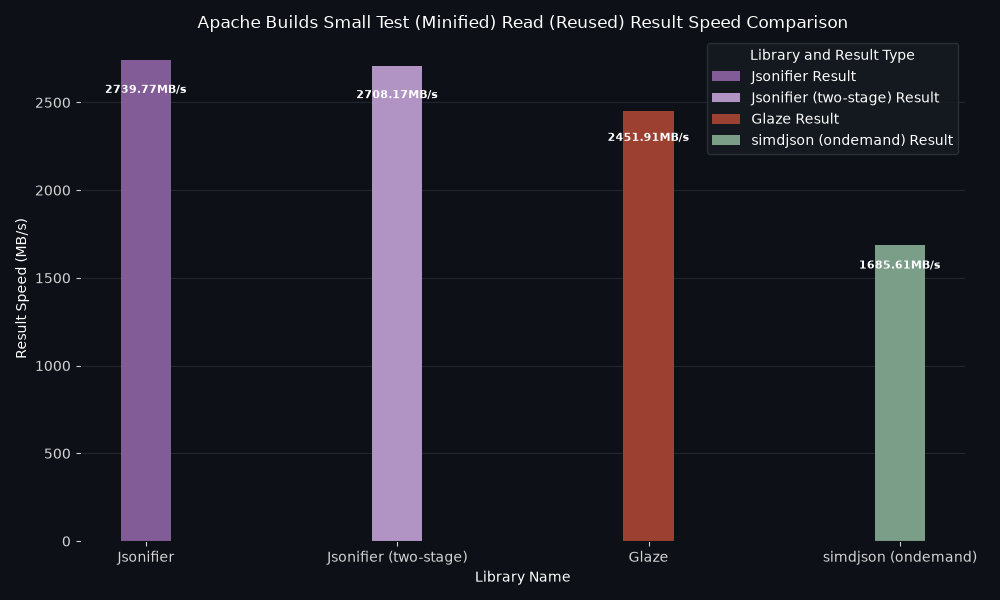 Apache Builds Small Test (Minified) Read (Reused) Result Speed Comparison
Library and Result Type
Jsonifier Result
Jsonifier (two-stage) Result
Glaze Result
simdjson (ondemand) Result
2739.77MB/s
2708.17MB/s
2451.91MB/s
1685.61MB/s
Result Speed (MB/s)
2500
2000
1500
1000
500
0
Jsonifier
Jsonifier (two-stage)
Glaze
simdjson (ondemand)
Library Name